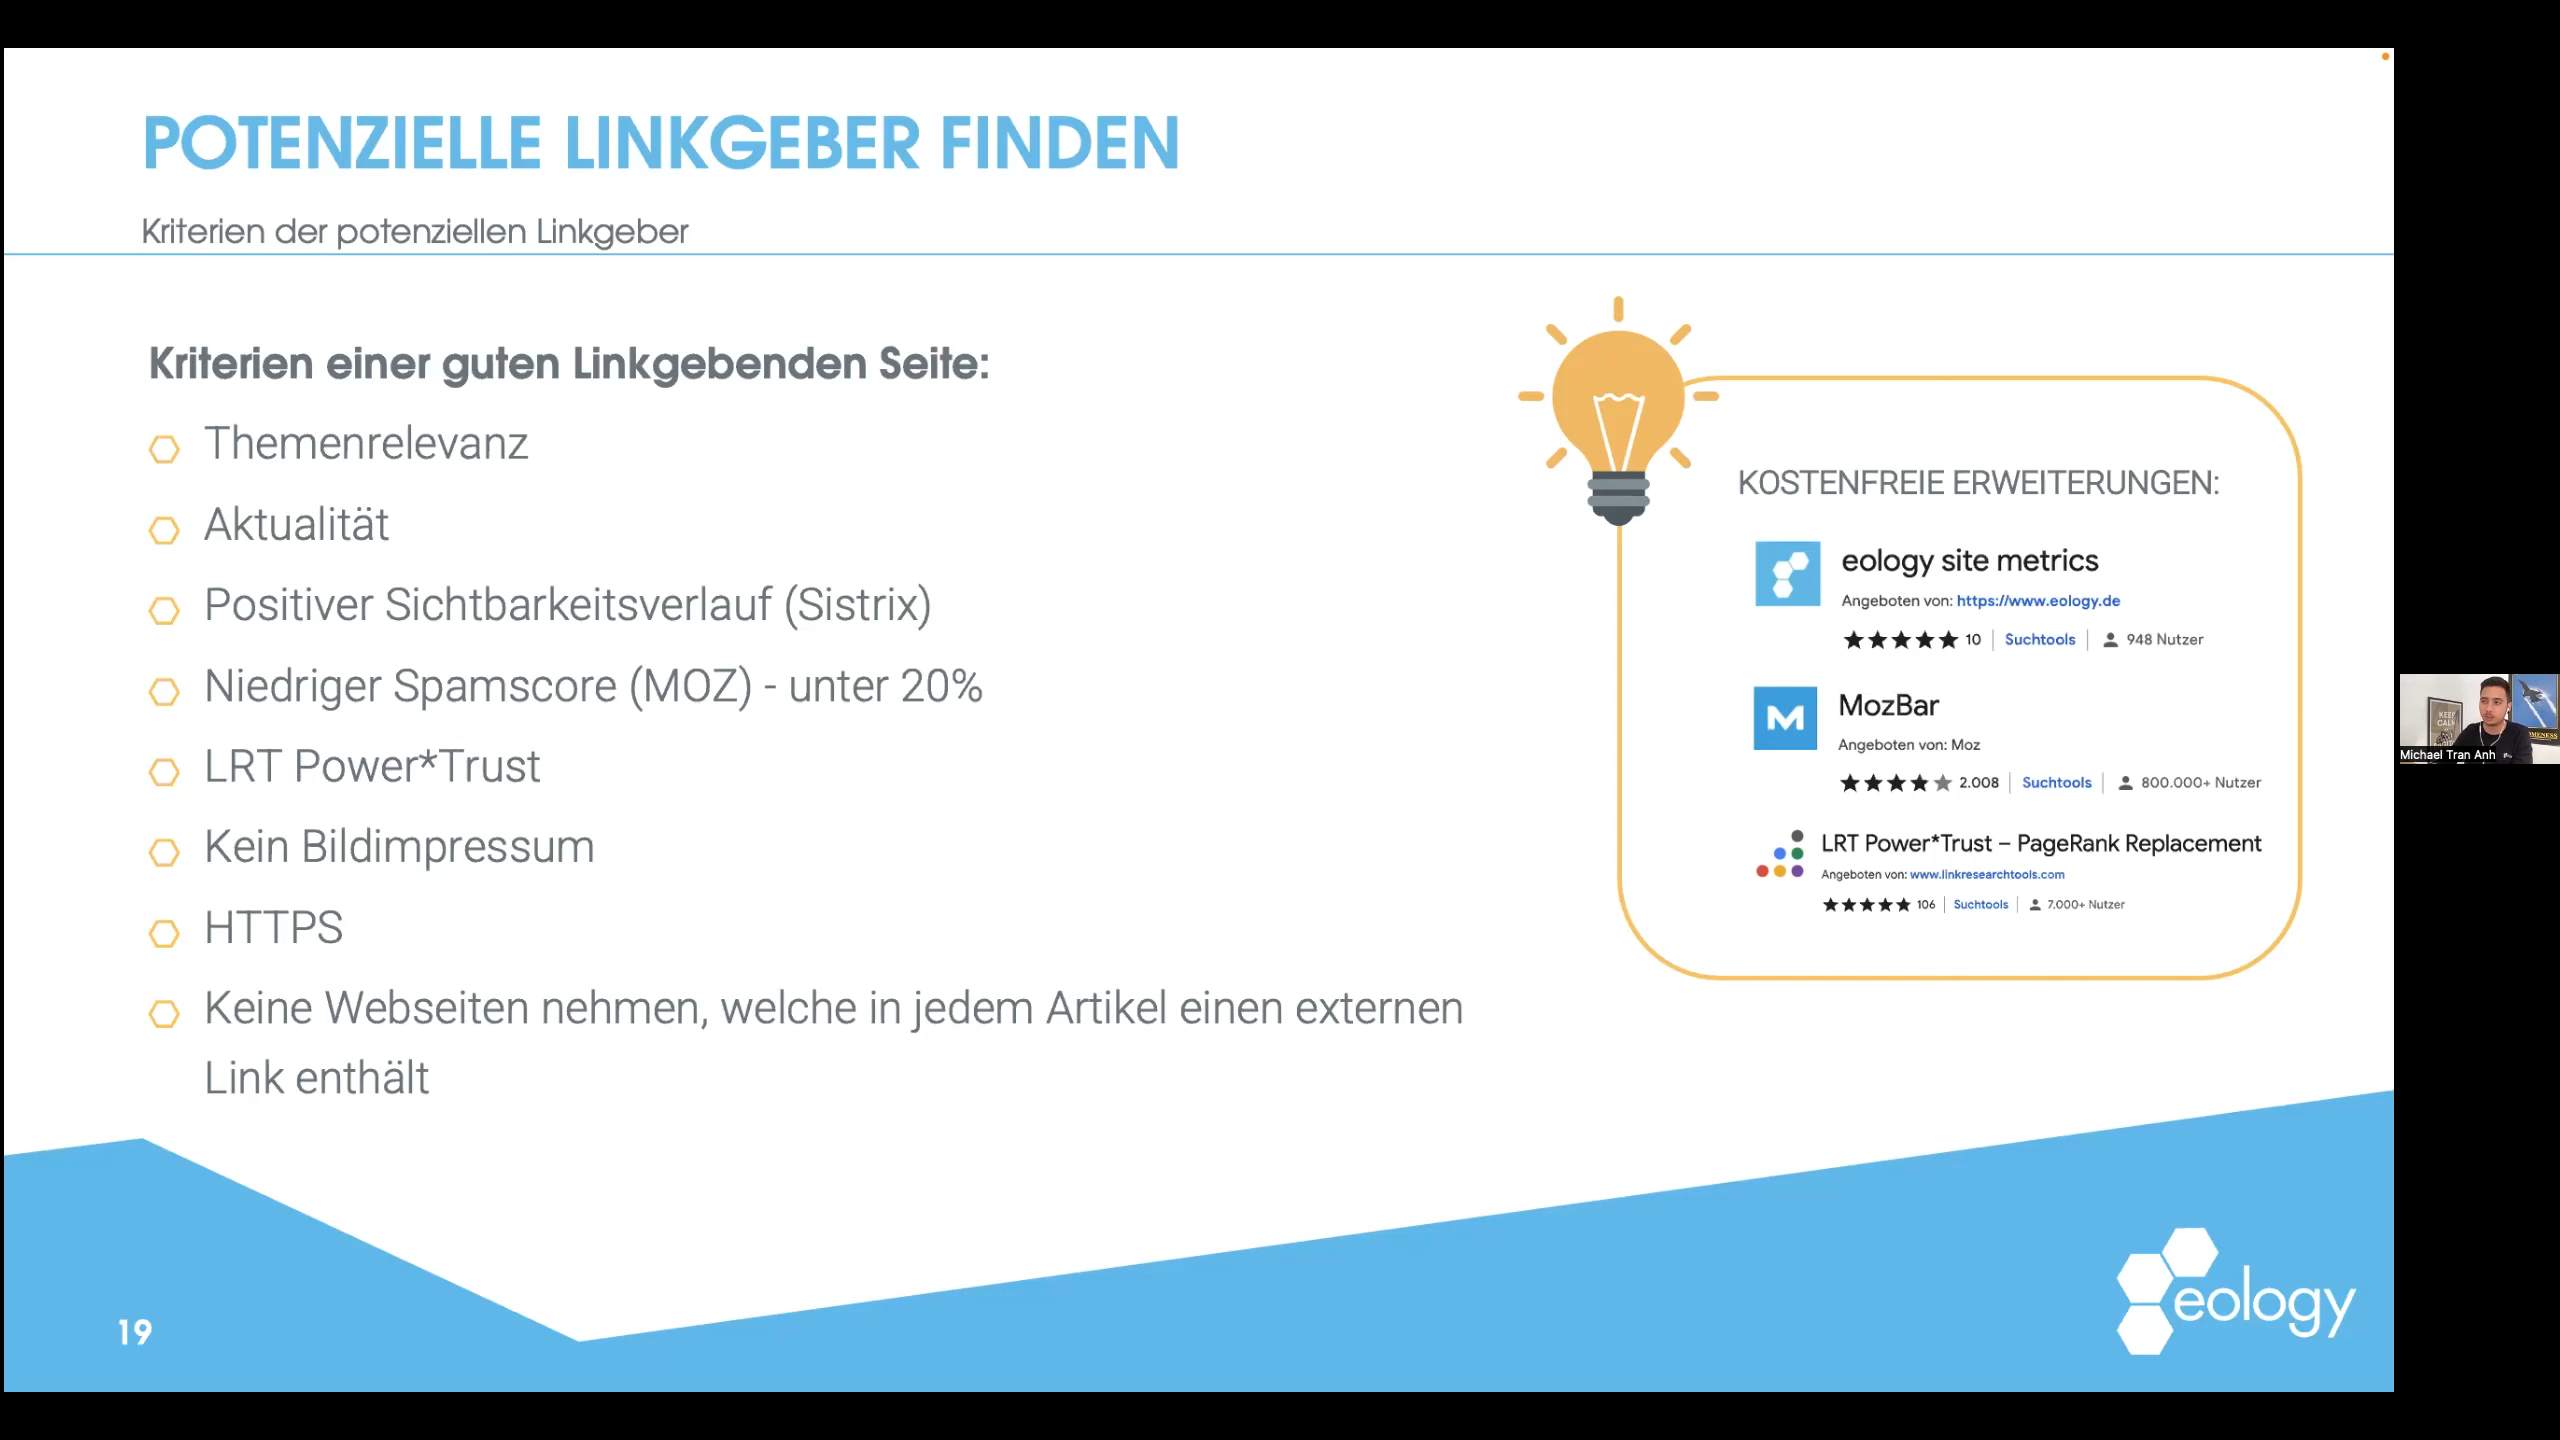 POTENZIELLE LINKGEBER FINDEN
Kriterien der potenziellen Linkgeber
Kriterien einer guten Linkgebenden Seite:
Themenrelevanz
Aktualität
Positiver Sichtbarkeitsverlauf (Sistrix)
Niedriger Spamscore (MOZ) - unter 20%
LRT Power*Trust
Kein Bildimpressum
HTTPS
Keine Webseiten nehmen, welche in jedem Artikel einen externen
Link enthält
KOSTENFREIE ERWEITERUNGEN:
eology site metrics
Angeboten von: https://www.eology.de
10 | Suchtools | 948 Nutzer
M
MozBar
Angeboten von: Moz
2.008 | Suchtools | 800.000+ Nutzer
LRT Power*Trust – PageRank Replacement
Angeboten von: www.linkresearchtools.com
106 | Suchtools | 7.000+ Nutzer
KEEP
CALM
Michael Tran Anh
19
eology